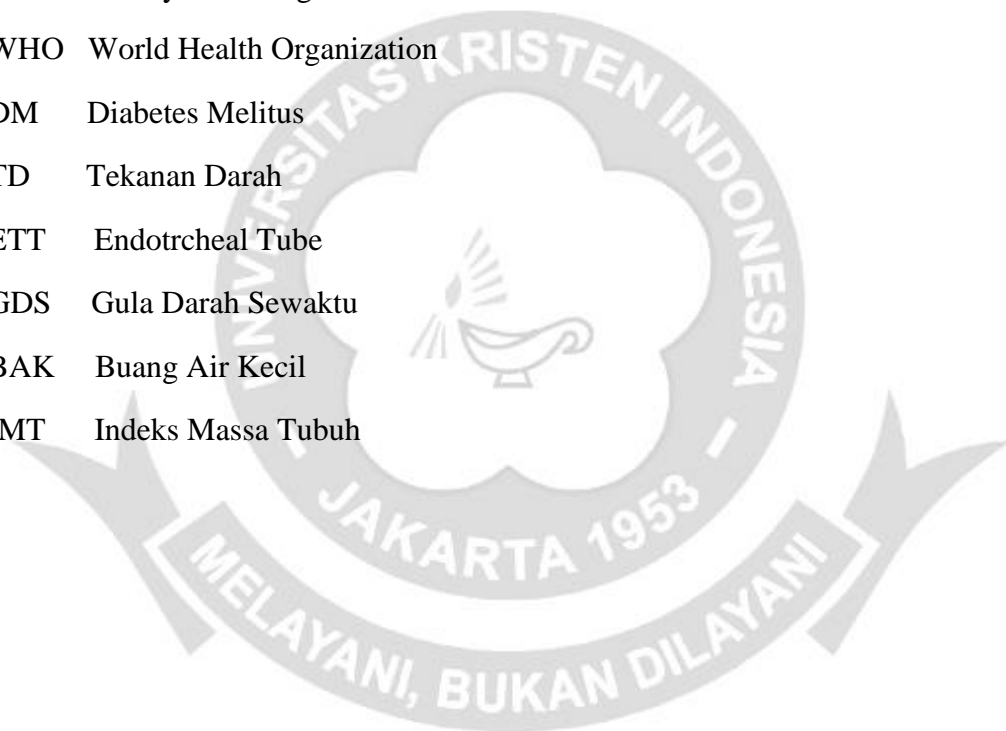 WHO World Health Organization
DM Diabetes Melitus
TD Tekanan Darah
ETT Endotrcheal Tube
GDS Gula Darah Sewaktu
BAK Buang Air Kecil
MT Indeks Massa Tubuh
UNIVERSITAS KRISTEN INDONESIA
- JAKARTA 1953 -
MELAYANI, BUKAN DILAYANI